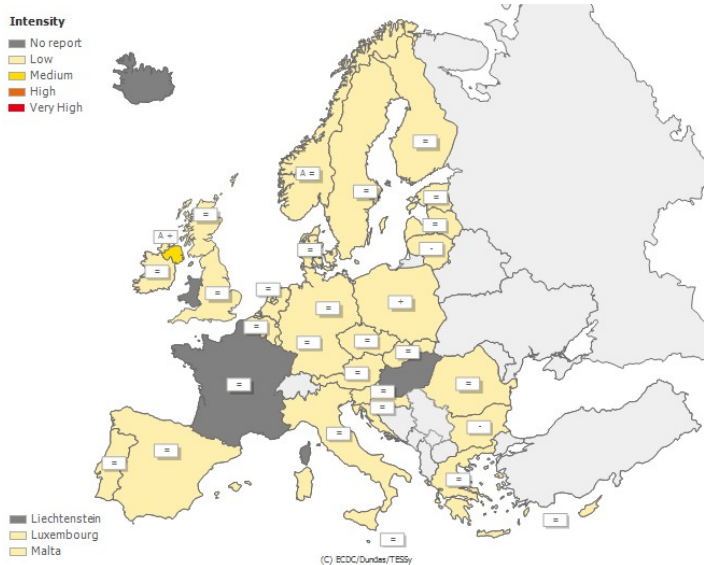 Intensity
No report
Low
Medium
High
Very High
=
A =
=
=
=
=
A +
=
-
=
=
=
=
=
+
=
=
=
=
=
=
=
=
=
=
-
=
=
=
=
=
Liechtenstein
Luxembourg
Malta
(C) ECDC/Dundas/TESSy